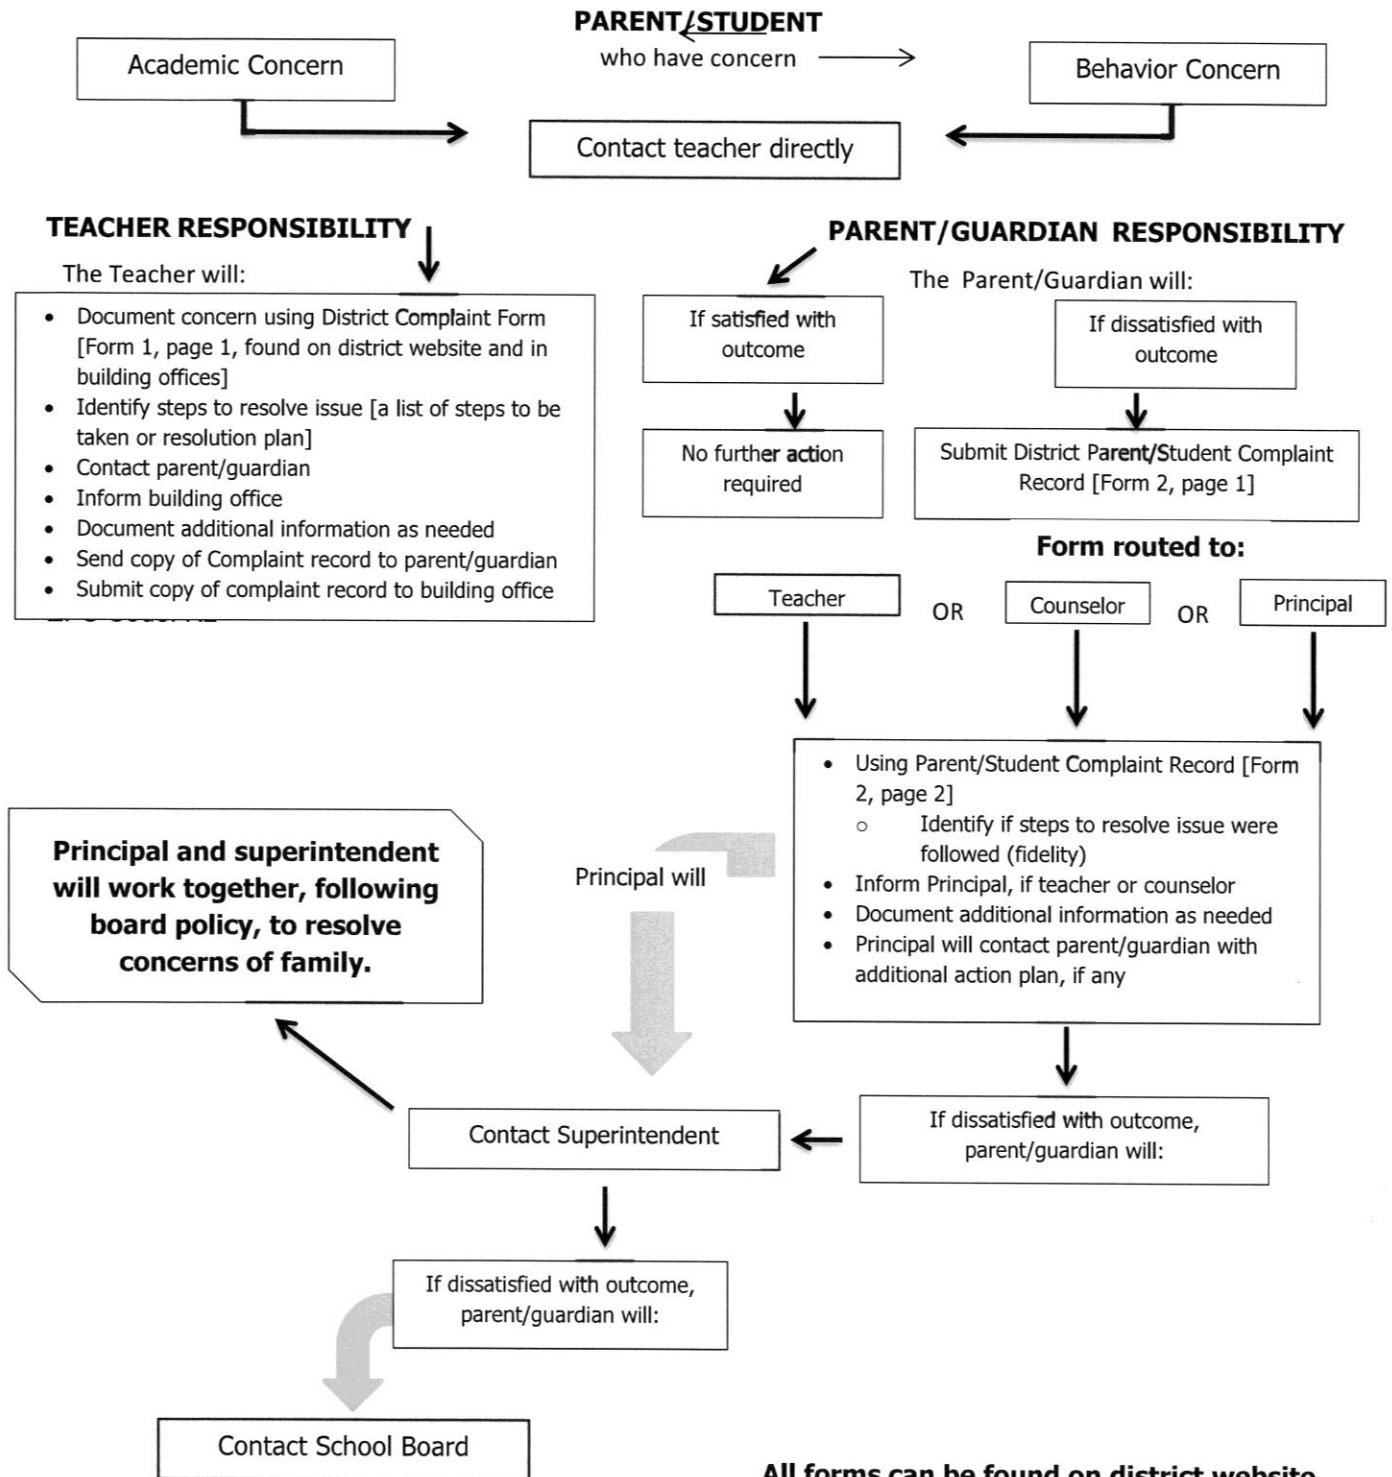 PARENT/STUDENT
who have concern
Academic Concern
Behavior Concern
Contact teacher directly
TEACHER RESPONSIBILITY
The Teacher will:
• Document concern using District Complaint Form
[Form 1, page 1, found on district website and in
building offices]
• Identify steps to resolve issue [a list of steps to be
taken or resolution plan]
• Contact parent/guardian
• Inform building office
• Document additional information as needed
• Send copy of Complaint record to parent/guardian
• Submit copy of complaint record to building office
PARENT/GUARDIAN RESPONSIBILITY
The Parent/Guardian will:
If satisfied with
outcome
No further action
required
If dissatisfied with
outcome
Submit District Parent/Student Complaint
Record [Form 2, page 1]
Form routed to:
Teacher
OR
Counselor
OR
Principal
• Using Parent/Student Complaint Record [Form
2, page 2]
○ Identify if steps to resolve issue were
followed (fidelity)
• Inform Principal, if teacher or counselor
• Document additional information as needed
• Principal will contact parent/guardian with
additional action plan, if any
Principal will
Principal and superintendent
will work together, following
board policy, to resolve
concerns of family.
If dissatisfied with outcome,
parent/guardian will:
Contact Superintendent
If dissatisfied with outcome,
parent/guardian will:
Contact School Board
All forms can be found on district website